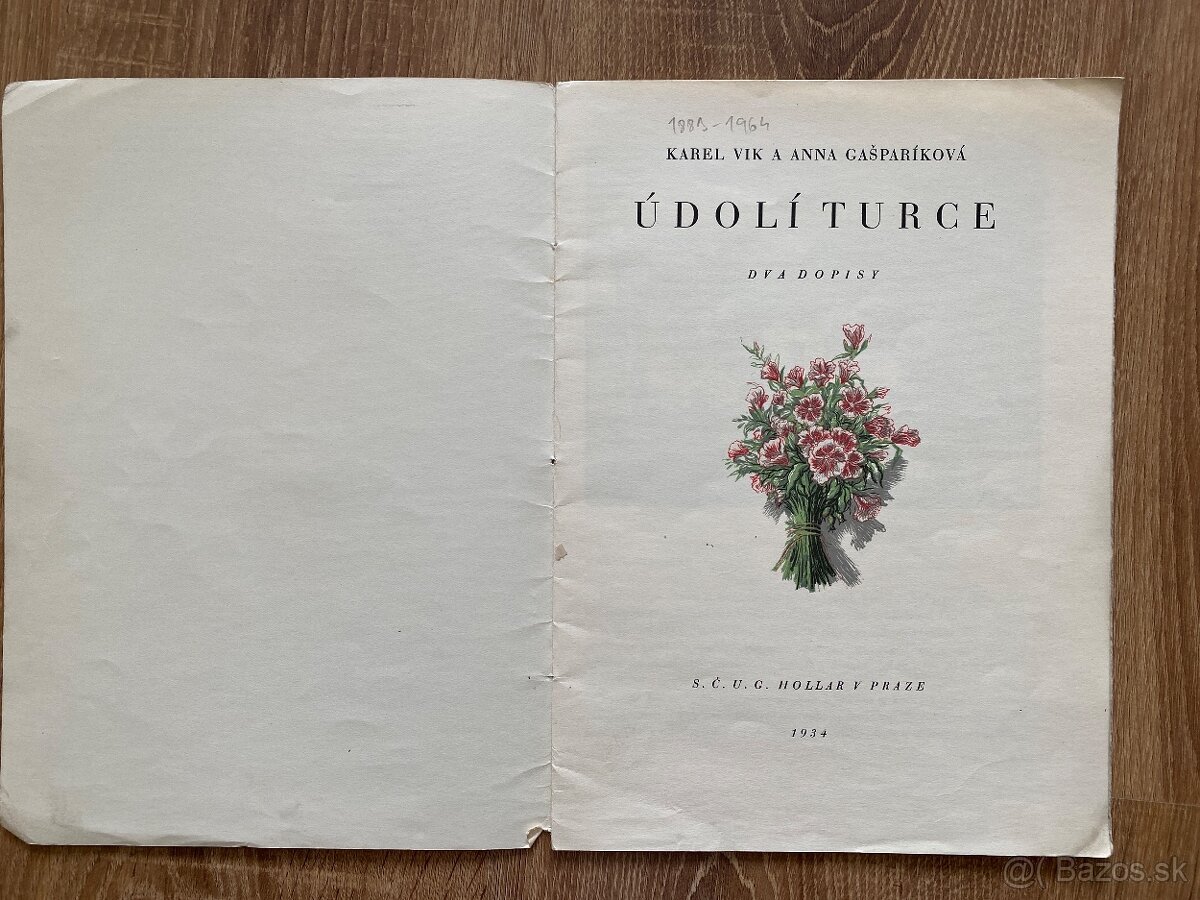 1883-1964
KAREL VIK A ANNA GAŠPARÍKOVÁ
ÚDOLÍ TURCE
DVA DOPISY
S. Č. U. G. HOLLAR V PRAZE
1934
@( Bazos.sk